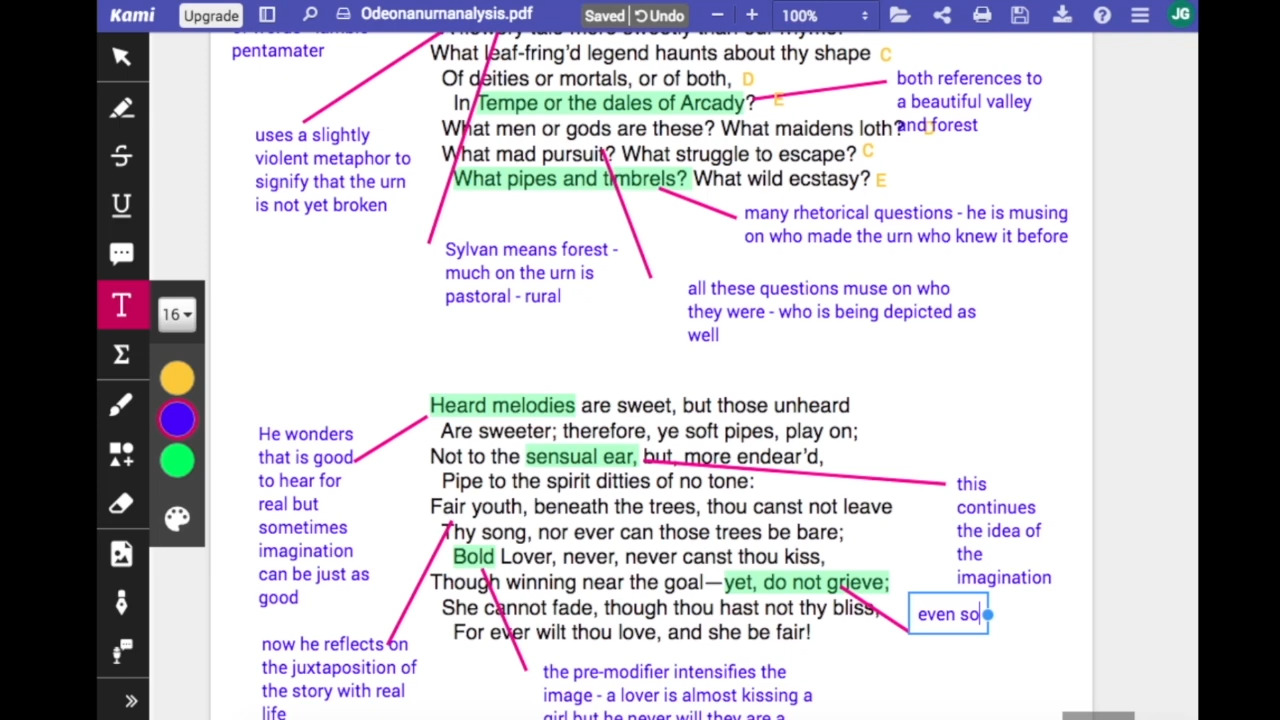 Kami
Upgrade
Odeonanurnanalysis.pdf
Saved
Undo
100%
JG
pentamater
What leaf-fring’d legend haunts about thy shape C
Of deities or mortals, or of both, D
In Tempe or the dales of Arcady? E
What men or gods are these? What maidens loth? D
What mad pursuit? What struggle to escape? C
What pipes and timbrels? What wild ecstasy? E
both references to
a beautiful valley
and forest
uses a slightly
violent metaphor to
signify that the urn
is not yet broken
many rhetorical questions - he is musing
on who made the urn who knew it before
Sylvan means forest -
much on the urn is
pastoral - rural
all these questions muse on who
they were - who is being depicted as
well
16
Heard melodies are sweet, but those unheard
Are sweeter; therefore, ye soft pipes, play on;
Not to the sensual ear, but, more endear’d,
Pipe to the spirit ditties of no tone:
Fair youth, beneath the trees, thou canst not leave
Thy song, nor ever can those trees be bare;
Bold Lover, never, never canst thou kiss,
Though winning near the goal—yet, do not grieve;
She cannot fade, though thou hast not thy bliss,
For ever wilt thou love, and she be fair!
He wonders
that is good
to hear for
real but
sometimes
imagination
can be just as
good
this
continues
the idea of
the
imagination
even so
now he reflects on
the juxtaposition of
the story with real
life
the pre-modifier intensifies the
image - a lover is almost kissing a
girl but he never will they are a